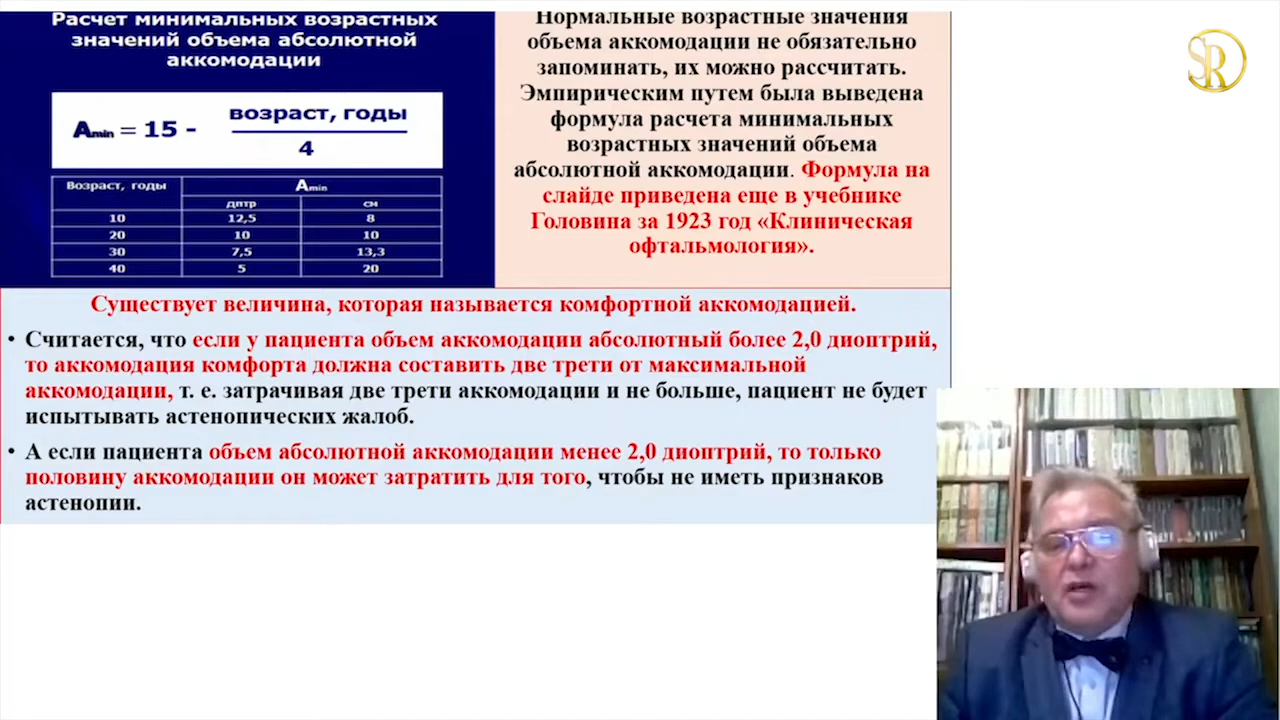 Расчет минимальных возрастных
значений объема абсолютной
аккомодации
Amin = 15 - возраст, годы
4
Возраст, годы Amin
дптр см
10 12,5 8
20 10 10
30 7,5 13,3
40 5 20
Нормальные возрастные значения
объема аккомодации не обязательно
запоминать, их можно рассчитать.
Эмпирическим путем была выведена
формула расчета минимальных
возрастных значений объема
абсолютной аккомодации. Формула на
слайде приведена еще в учебнике
Головина за 1923 год «Клиническая
офтальмология».
Существует величина, которая называется комфортной аккомодацией.
• Считается, что если у пациента объем аккомодации абсолютный более 2,0 диоптрий,
то аккомодация комфорта должна составить две трети от максимальной
аккомодации, т. е. затрачивая две трети аккомодации и не больше, пациент не будет
испытывать астенопических жалоб.
• А если пациента объем абсолютной аккомодации менее 2,0 диоптрий, то только
половину аккомодации он может затратить для того, чтобы не иметь признаков
астенопии.
SR